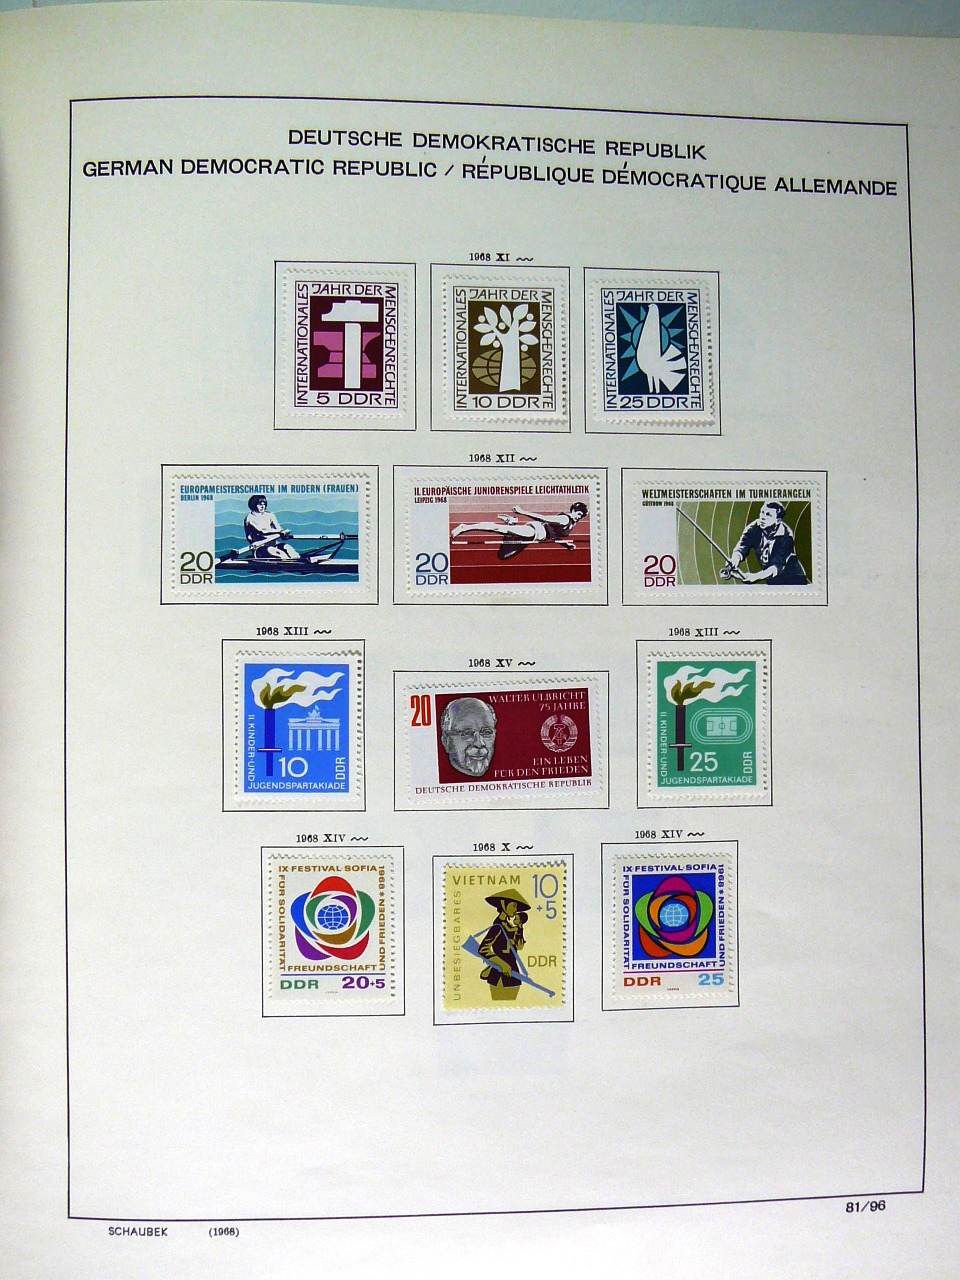 DEUTSCHE DEMOKRATISCHE REPUBLIK
GERMAN DEMOCRATIC REPUBLIC / RÉPUBLIQUE DÉMOCRATIQUE ALLEMANDE
1968 XI
INTERNATIONALES
JAHR DER
MENSCHENRECHTE
5 DDR
INTERNATIONALES
JAHR DER
MENSCHENRECHTE
10 DDR
INTERNATIONALES
JAHR DER
MENSCHENRECHTE
25 DDR
1968 XII
EUROPAMEISTERSCHAFTEN IM RUDERN (FRAUEN)
BERLIN 1968
20
DDR
II. EUROPÄISCHE JUNIORENSPIELE LEICHTATHLETIK
LEIPZIG 1968
20
DDR
WELTMEISTERSCHAFTEN IM TURNIERANGELN
GÜSTROW 1968
20
DDR
1968 XIII
II. KINDER-UND
JUGENDSPARTAKIADE
10
DDR
1968 XV
20
WALTER ULBRICHT
75 JAHRE
EIN LEBEN
FÜR DEN FRIEDEN
DEUTSCHE DEMOKRATISCHE REPUBLIK
1968 XIII
II. KINDER-UND
JUGENDSPARTAKIADE
25
DDR
1968 XIV
IX·FESTIVAL·SOFIA
1968
FÜR SOLIDARITÄT
UND FRIEDEN
FREUNDSCHAFT
DDR 20+5
1968 X
VIETNAM
UNBESIEGBARES
10
+5
DDR
1968 XIV
IX·FESTIVAL·SOFIA
1968
FÜR SOLIDARITÄT
UND FRIEDEN
FREUNDSCHAFT
DDR 25
81/96
SCHAUBEK (1968)